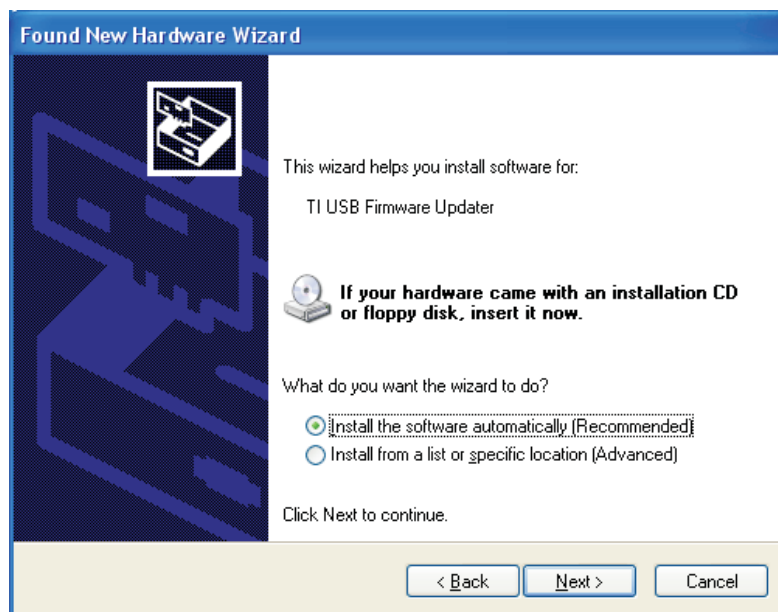 Found New Hardware Wizard
This wizard helps you install software for:
TI USB Firmware Updater
If your hardware came with an installation CD
or floppy disk, insert it now.
What do you want the wizard to do?
Install the software automatically (Recommended)
Install from a list or specific location (Advanced)
Click Next to continue.
< Back Next > Cancel